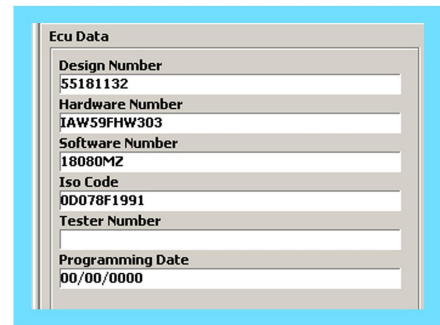 Ecu Data
Design Number
55181132
Hardware Number
IAW59FHW303
Software Number
18080MZ
Iso Code
0D078F1991
Tester Number
Programming Date
00/00/0000